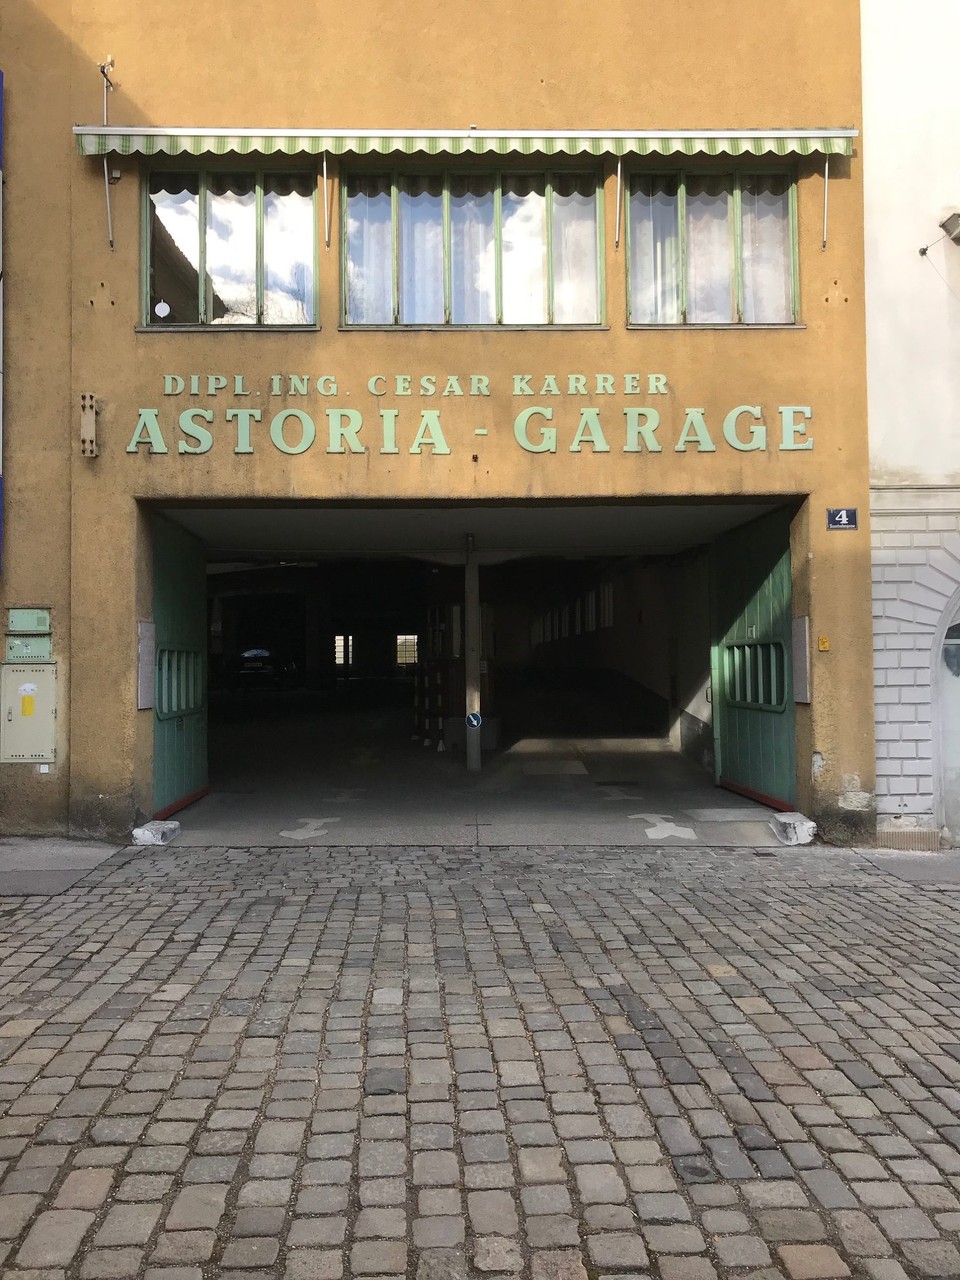 DIPL. ING. CESAR KARRER
ASTORIA - GARAGE
4